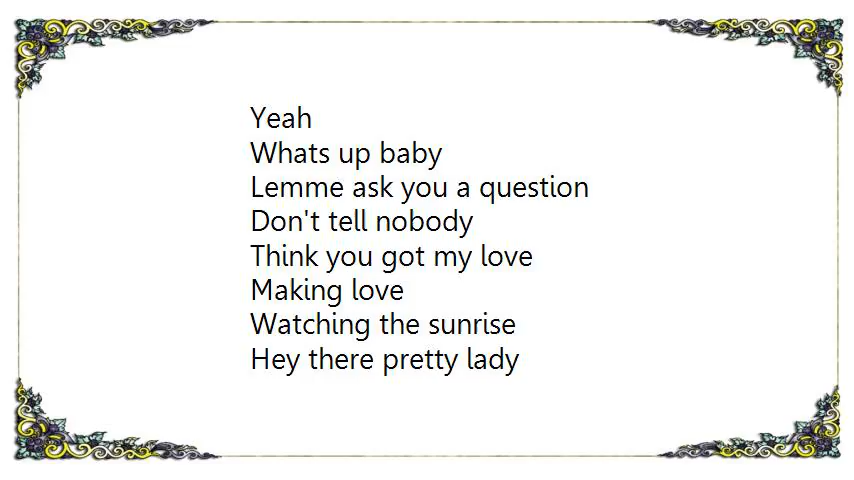 Yeah
Whats up baby
Lemme ask you a question
Don't tell nobody
Think you got my love
Making love
Watching the sunrise
Hey there pretty lady